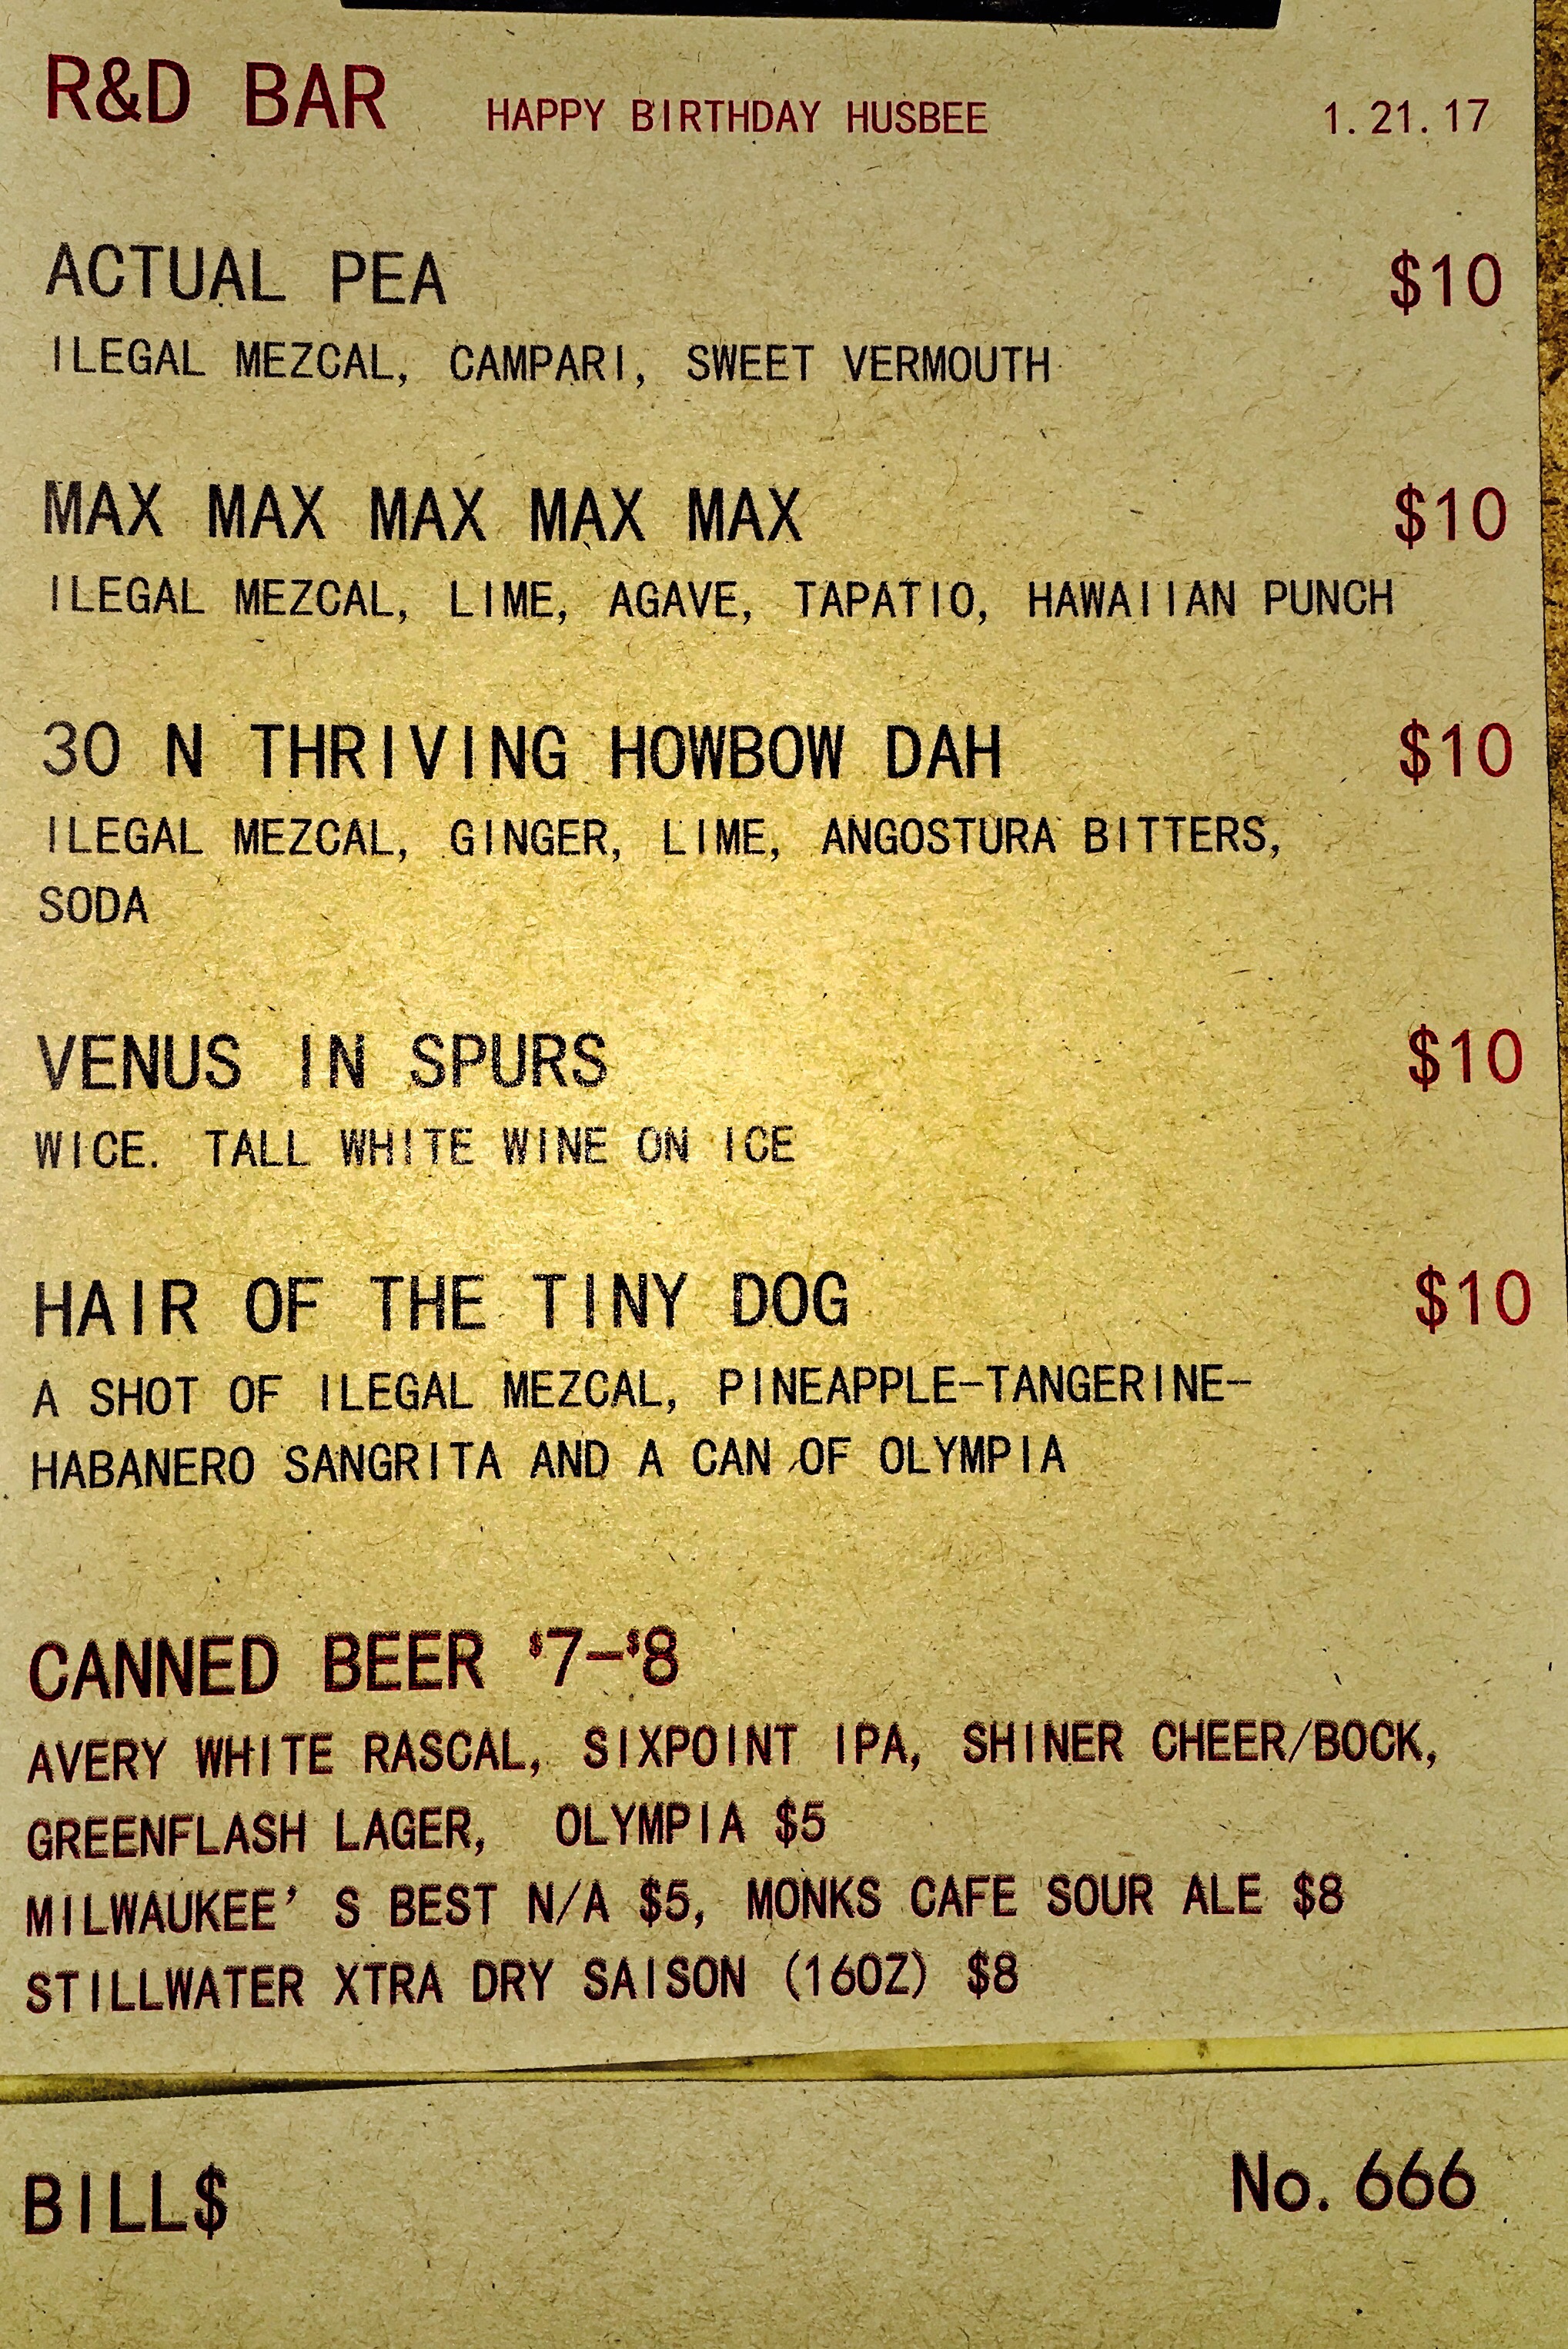 R&D BAR HAPPY BIRTHDAY HUSBEE 1.21.17
ACTUAL PEA $10
ILEGAL MEZCAL, CAMPARI, SWEET VERMOUTH
MAX MAX MAX MAX MAX $10
ILEGAL MEZCAL, LIME, AGAVE, TAPATIO, HAWAIIAN PUNCH
30 N THRIVING HOWBOW DAH $10
ILEGAL MEZCAL, GINGER, LIME, ANGOSTURA BITTERS,
SODA
VENUS IN SPURS $10
WICE. TALL WHITE WINE ON ICE
HAIR OF THE TINY DOG $10
A SHOT OF ILEGAL MEZCAL, PINEAPPLE-TANGERINE-
HABANERO SANGRITA AND A CAN OF OLYMPIA
CANNED BEER $7-$8
AVERY WHITE RASCAL, SIXPOINT IPA, SHINER CHEER/BOCK,
GREENFLASH LAGER, OLYMPIA $5
MILWAUKEE'S BEST N/A $5, MONKS CAFE SOUR ALE $8
STILLWATER XTRA DRY SAISON (16OZ) $8
BILL$ No. 666